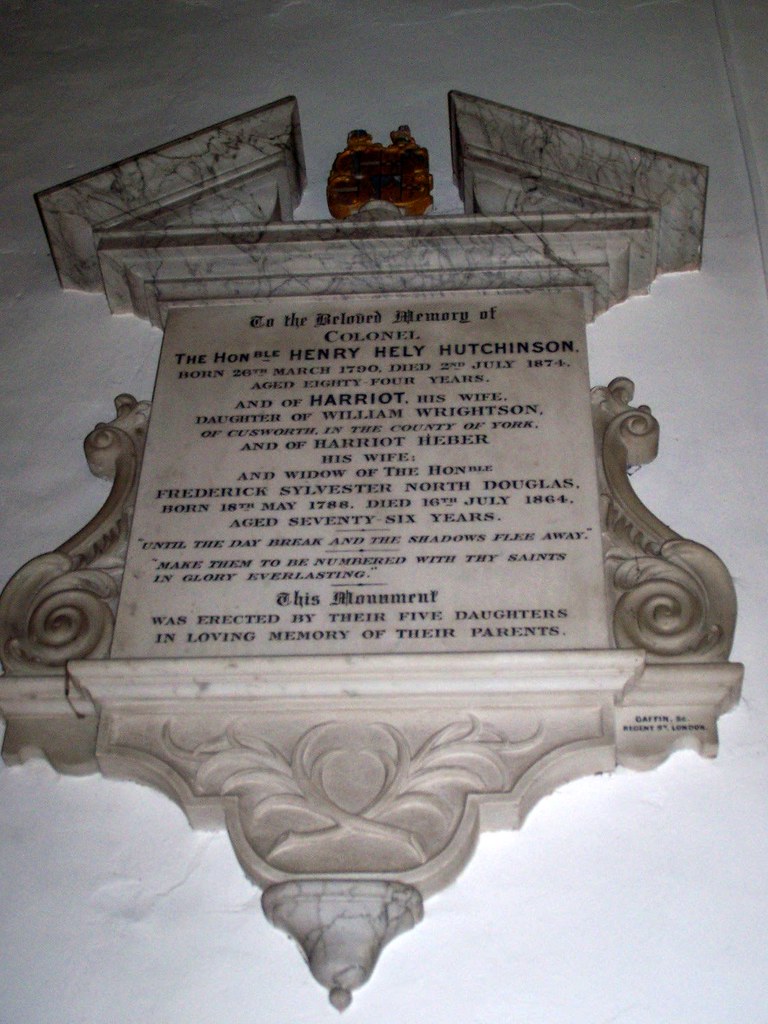 To the Beloved Memory of
COLONEL
THE HONBLE HENRY HELY HUTCHINSON.
BORN 26TH MARCH 1790, DIED 2ND JULY 1874,
AGED EIGHTY-FOUR YEARS.
AND OF HARRIOT, HIS WIFE,
DAUGHTER OF WILLIAM WRIGHTSON,
OF CUSWORTH, IN THE COUNTY OF YORK,
AND OF HARRIOT HEBER
HIS WIFE;
AND WIDOW OF THE HONBLE
FREDERICK SYLVESTER NORTH DOUGLAS,
BORN 18TH MAY 1788, DIED 16TH JULY 1864,
AGED SEVENTY-SIX YEARS.
"UNTIL THE DAY BREAK AND THE SHADOWS FLEE AWAY."
"MAKE THEM TO BE NUMBERED WITH THY SAINTS
IN GLORY EVERLASTING."
This Monument
WAS ERECTED BY THEIR FIVE DAUGHTERS
IN LOVING MEMORY OF THEIR PARENTS.
GAFFIN, SC.
REGENT ST. LONDON.